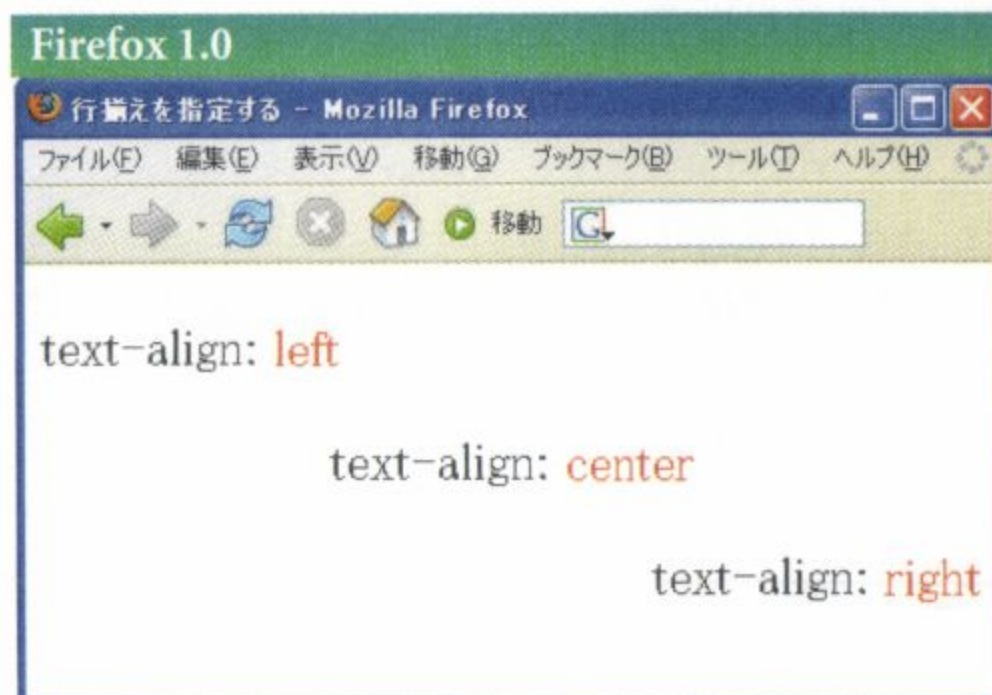 Firefox 1.0
行揃えを指定する - Mozilla Firefox
ファイル(F) 編集(E) 表示(V) 移動(G) ブックマーク(B) ツール(T) ヘルプ(H)
移動 G
text-align: left
text-align: center
text-align: right